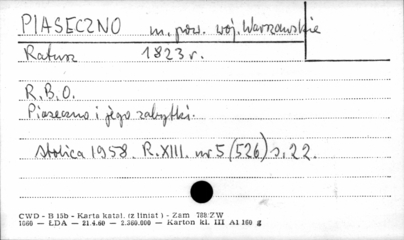 PIASECZNO m. pow. woj. Warszawskie
Ratusz 1823 r.
R.B.O.
Piaseczno i jego zabytki.
Stolica 1958. R.XIII. nr 5 (526) s. 22.
CWD - B 15b - Karta katal. (z liniat) - Zam 788/ZW
1060 — ŁDA — 21.4.60 — 2.360.000 — Karton kl. III A1 160 g